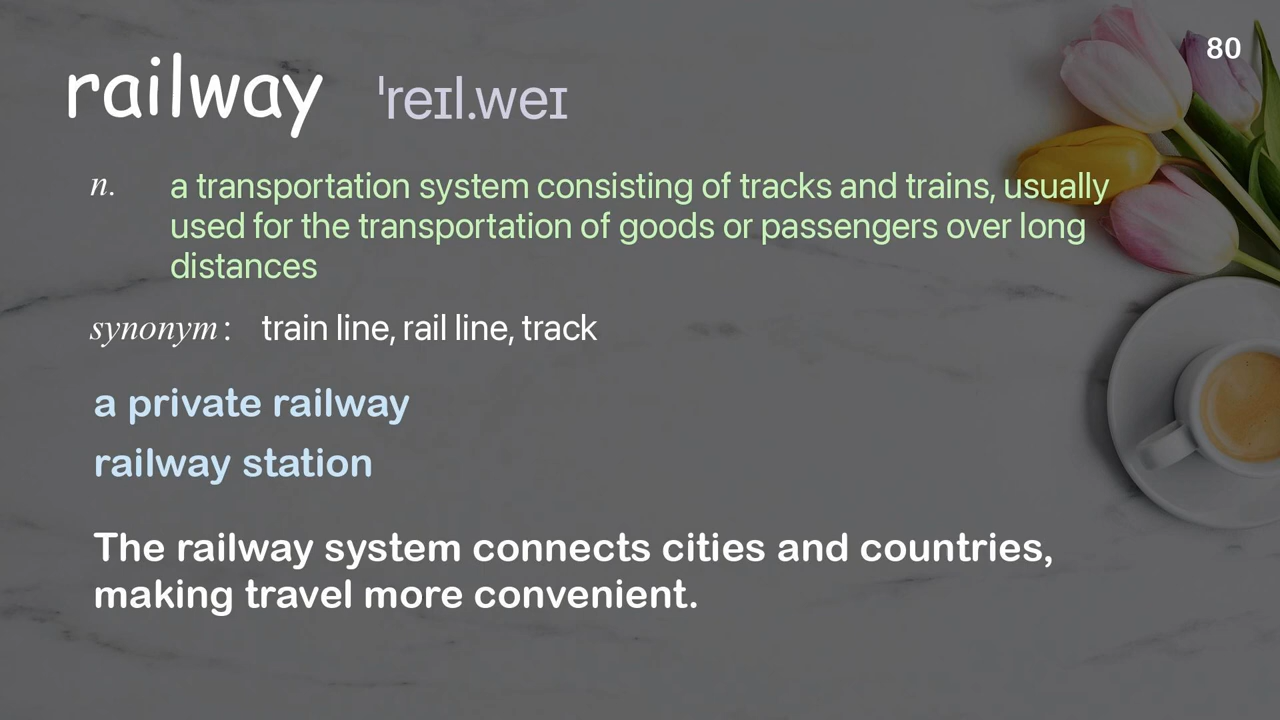 80
railway ˈreɪl.weɪ
n. a transportation system consisting of tracks and trains, usually
used for the transportation of goods or passengers over long
distances
synonym: train line, rail line, track
a private railway
railway station
The railway system connects cities and countries,
making travel more convenient.